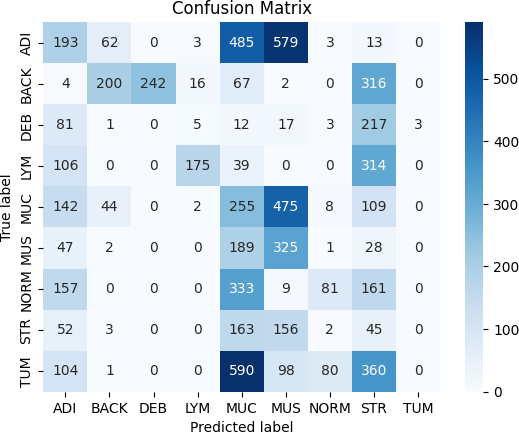 Confusion Matrix
True label
ADI 193 62 0 3 485 579 3 13 0
BACK 4 200 242 16 67 2 0 316 0
DEB 81 1 0 5 12 17 3 217 3
LYM 106 0 0 175 39 0 0 314 0
MUC 142 44 0 2 255 475 8 109 0
MUS 47 2 0 0 189 325 1 28 0
NORM 157 0 0 0 333 9 81 161 0
STR 52 3 0 0 163 156 2 45 0
TUM 104 1 0 0 590 98 80 360 0
ADI BACK DEB LYM MUC MUS NORM STR TUM
Predicted label
500
400
300
200
100
0